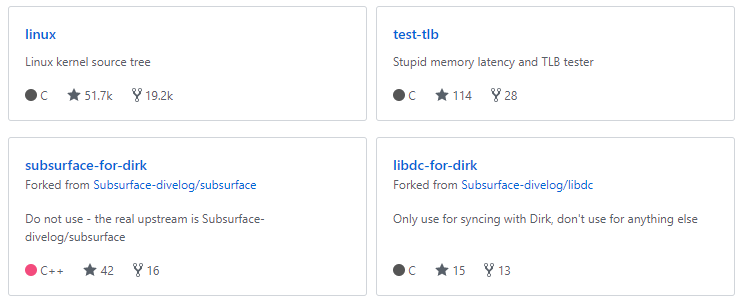 linux
Linux kernel source tree
C 51.7k 19.2k
test-tlb
Stupid memory latency and TLB tester
C 114 28
subsurface-for-dirk
Forked from Subsurface-divelog/subsurface
Do not use - the real upstream is Subsurface-
divelog/subsurface
C++ 42 16
libdc-for-dirk
Forked from Subsurface-divelog/libdc
Only use for syncing with Dirk, don't use for anything else
C 15 13